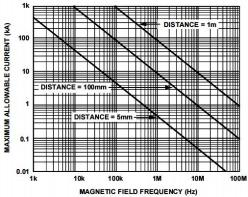 MAXIMUM ALLOWABLE CURRENT (kA)
1k
100
10
1
0.1
0.01
DISTANCE = 1m
DISTANCE = 100mm
DISTANCE = 5mm
1k
10k
100k
1M
10M
100M
MAGNETIC FIELD FREQUENCY (Hz)